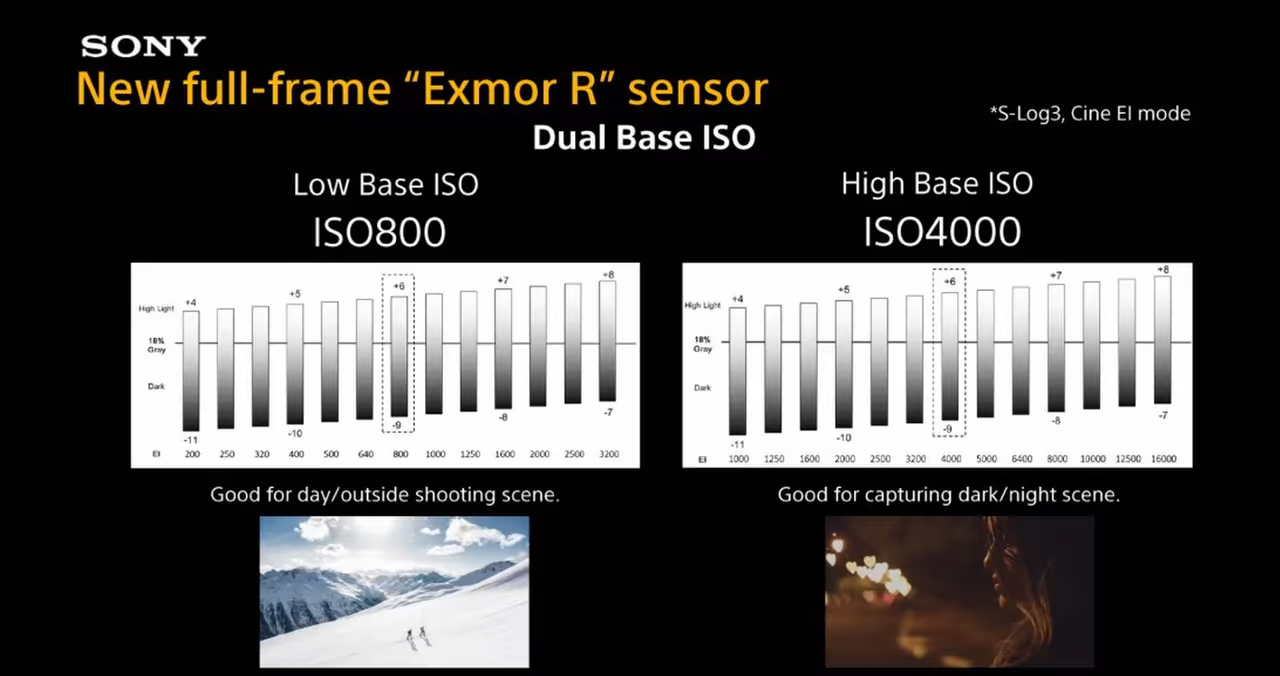 SONY
New full-frame “Exmor R” sensor
*S-Log3, Cine EI mode
Dual Base ISO
Low Base ISO
ISO800
+4 +5 +6 +7 +8
High Light
18%
Gray
Dark
-11 -10 -9 -8 -7
EI 200 250 320 400 500 640 800 1000 1250 1600 2000 2500 3200
Good for day/outside shooting scene.
High Base ISO
ISO4000
+4 +5 +6 +7 +8
High Light
18%
Gray
Dark
-11 -10 -9 -8 -7
EI 1000 1250 1600 2000 2500 3200 4000 5000 6400 8000 10000 12500 16000
Good for capturing dark/night scene.